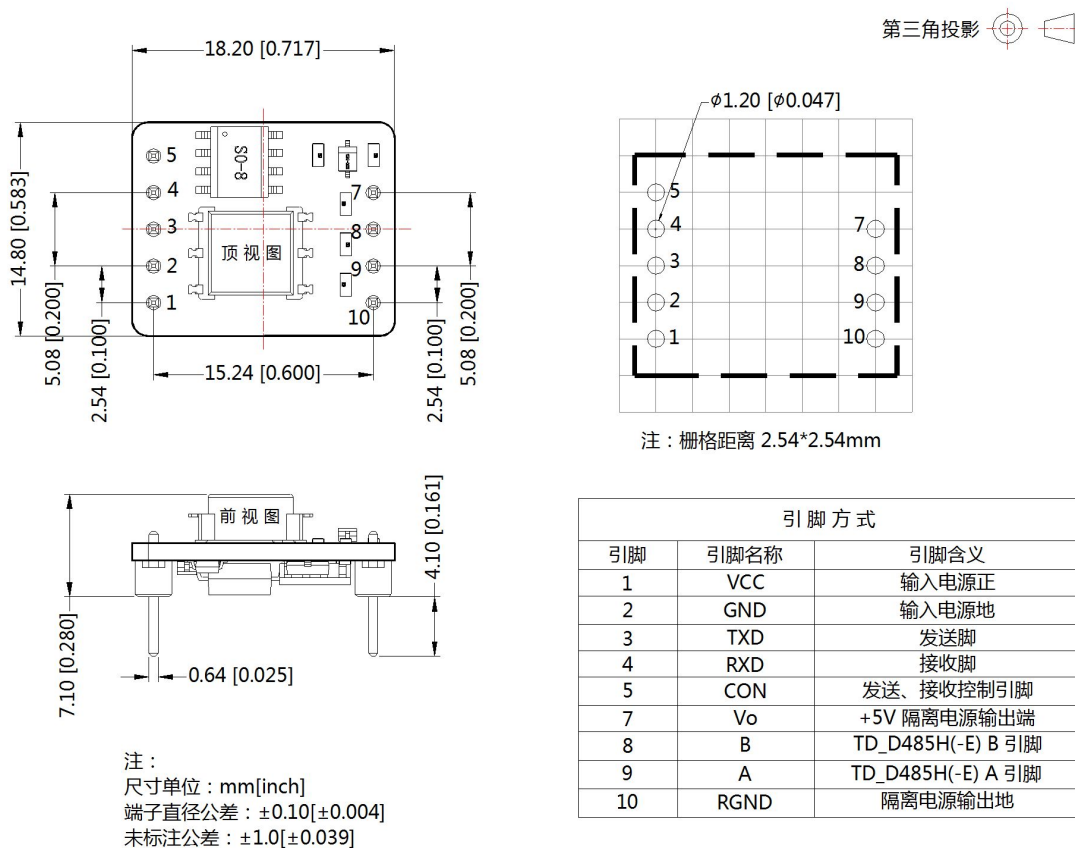 第三角投影
18.20 [0.717]
14.80 [0.583]
5.08 [0.200]
2.54 [0.100]
5
4
3
2
1
SO-8
顶视图
7
8
9
10
2.54 [0.100]
5.08 [0.200]
15.24 [0.600]
φ1.20 [φ0.047]
5
4
3
2
1
7
8
9
10
注：栅格距离 2.54*2.54mm
前视图
7.10 [0.280]
4.10 [0.161]
0.64 [0.025]
注：
尺寸单位：mm[inch]
端子直径公差：±0.10[±0.004]
未标注公差：±1.0[±0.039]
引脚方式
引脚 引脚名称 引脚含义
1 VCC 输入电源正
2 GND 输入电源地
3 TXD 发送脚
4 RXD 接收脚
5 CON 发送、接收控制引脚
7 Vo +5V 隔离电源输出端
8 B TD_D485H(-E) B 引脚
9 A TD_D485H(-E) A 引脚
10 RGND 隔离电源输出地